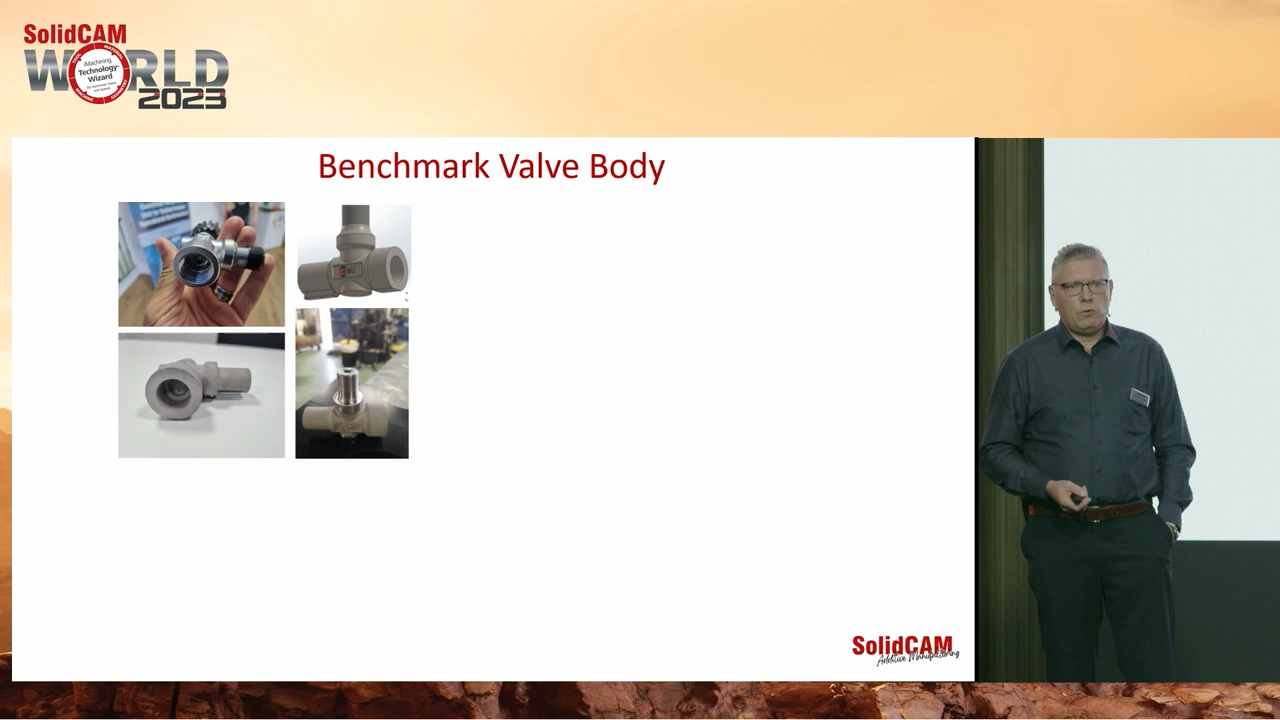 SolidCAM
WORLD
iMachining
Technology-
Wizard
2023
Benchmark Valve Body
SolidCAM
Additive Manufacturing